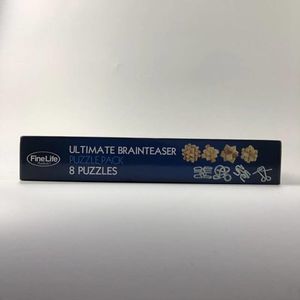 FineLife
ULTIMATE BRAINTEASER
PUZZLE PACK
8 PUZZLES